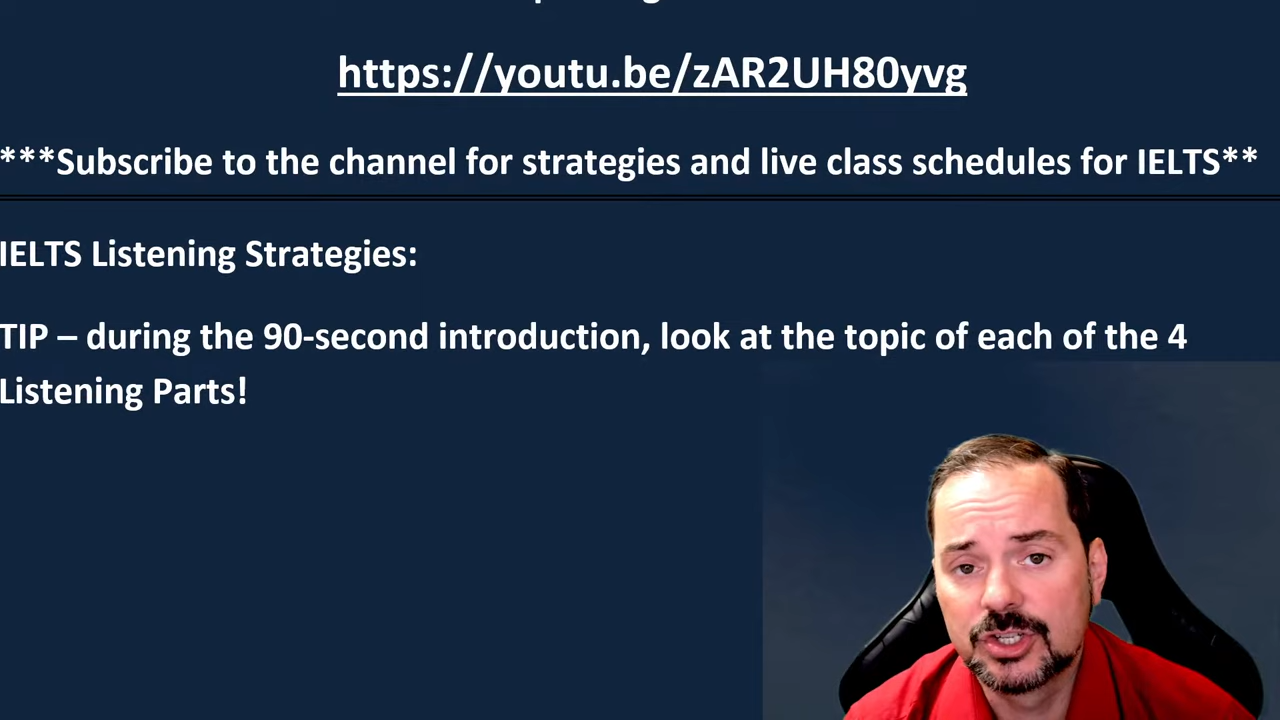 https://youtu.be/zAR2UH80yvg
***Subscribe to the channel for strategies and live class schedules for IELTS**
IELTS Listening Strategies:
TIP – during the 90-second introduction, look at the topic of each of the 4
Listening Parts!